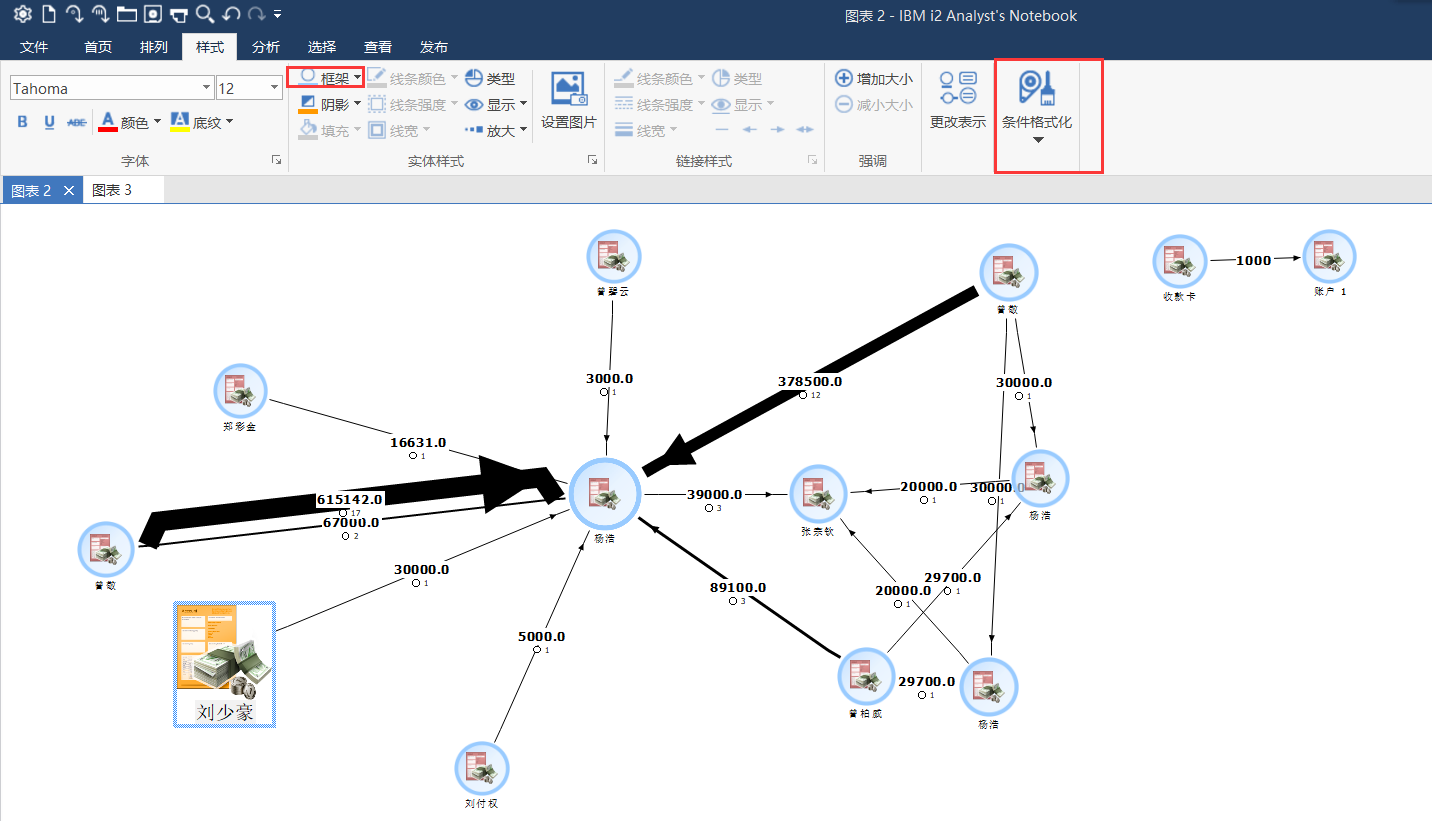 图表 2 - IBM i2 Analyst's Notebook
文件 首页 排列 样式 分析 选择 查看 发布
Tahoma 12
框架 线条颜色 类型
线条颜色 类型
增加大小
阴影 线条强度 显示
线条强度 显示
减小大小
填充 线宽 放大
线宽
设置图片
更改表示
条件格式化
B U ABC A 颜色 A 底纹
字体 实体样式 链接样式 强调
图表 2 图表 3
曾碧云
曾敬
收款卡
1000
账户 1
3000.0
1
378500.0
12
30000.0
1
郑彩金
16631.0
1
615142.0
17
67000.0
2
曾敬
杨浩
39000.0
3
张宗钦
20000.0
1
30000.0
1
杨浩
30000.0
1
89100.0
3
29700.0
1
20000.0
1
5000.0
1
刘少豪
29700.0
1
曾柏威
杨浩
刘付权